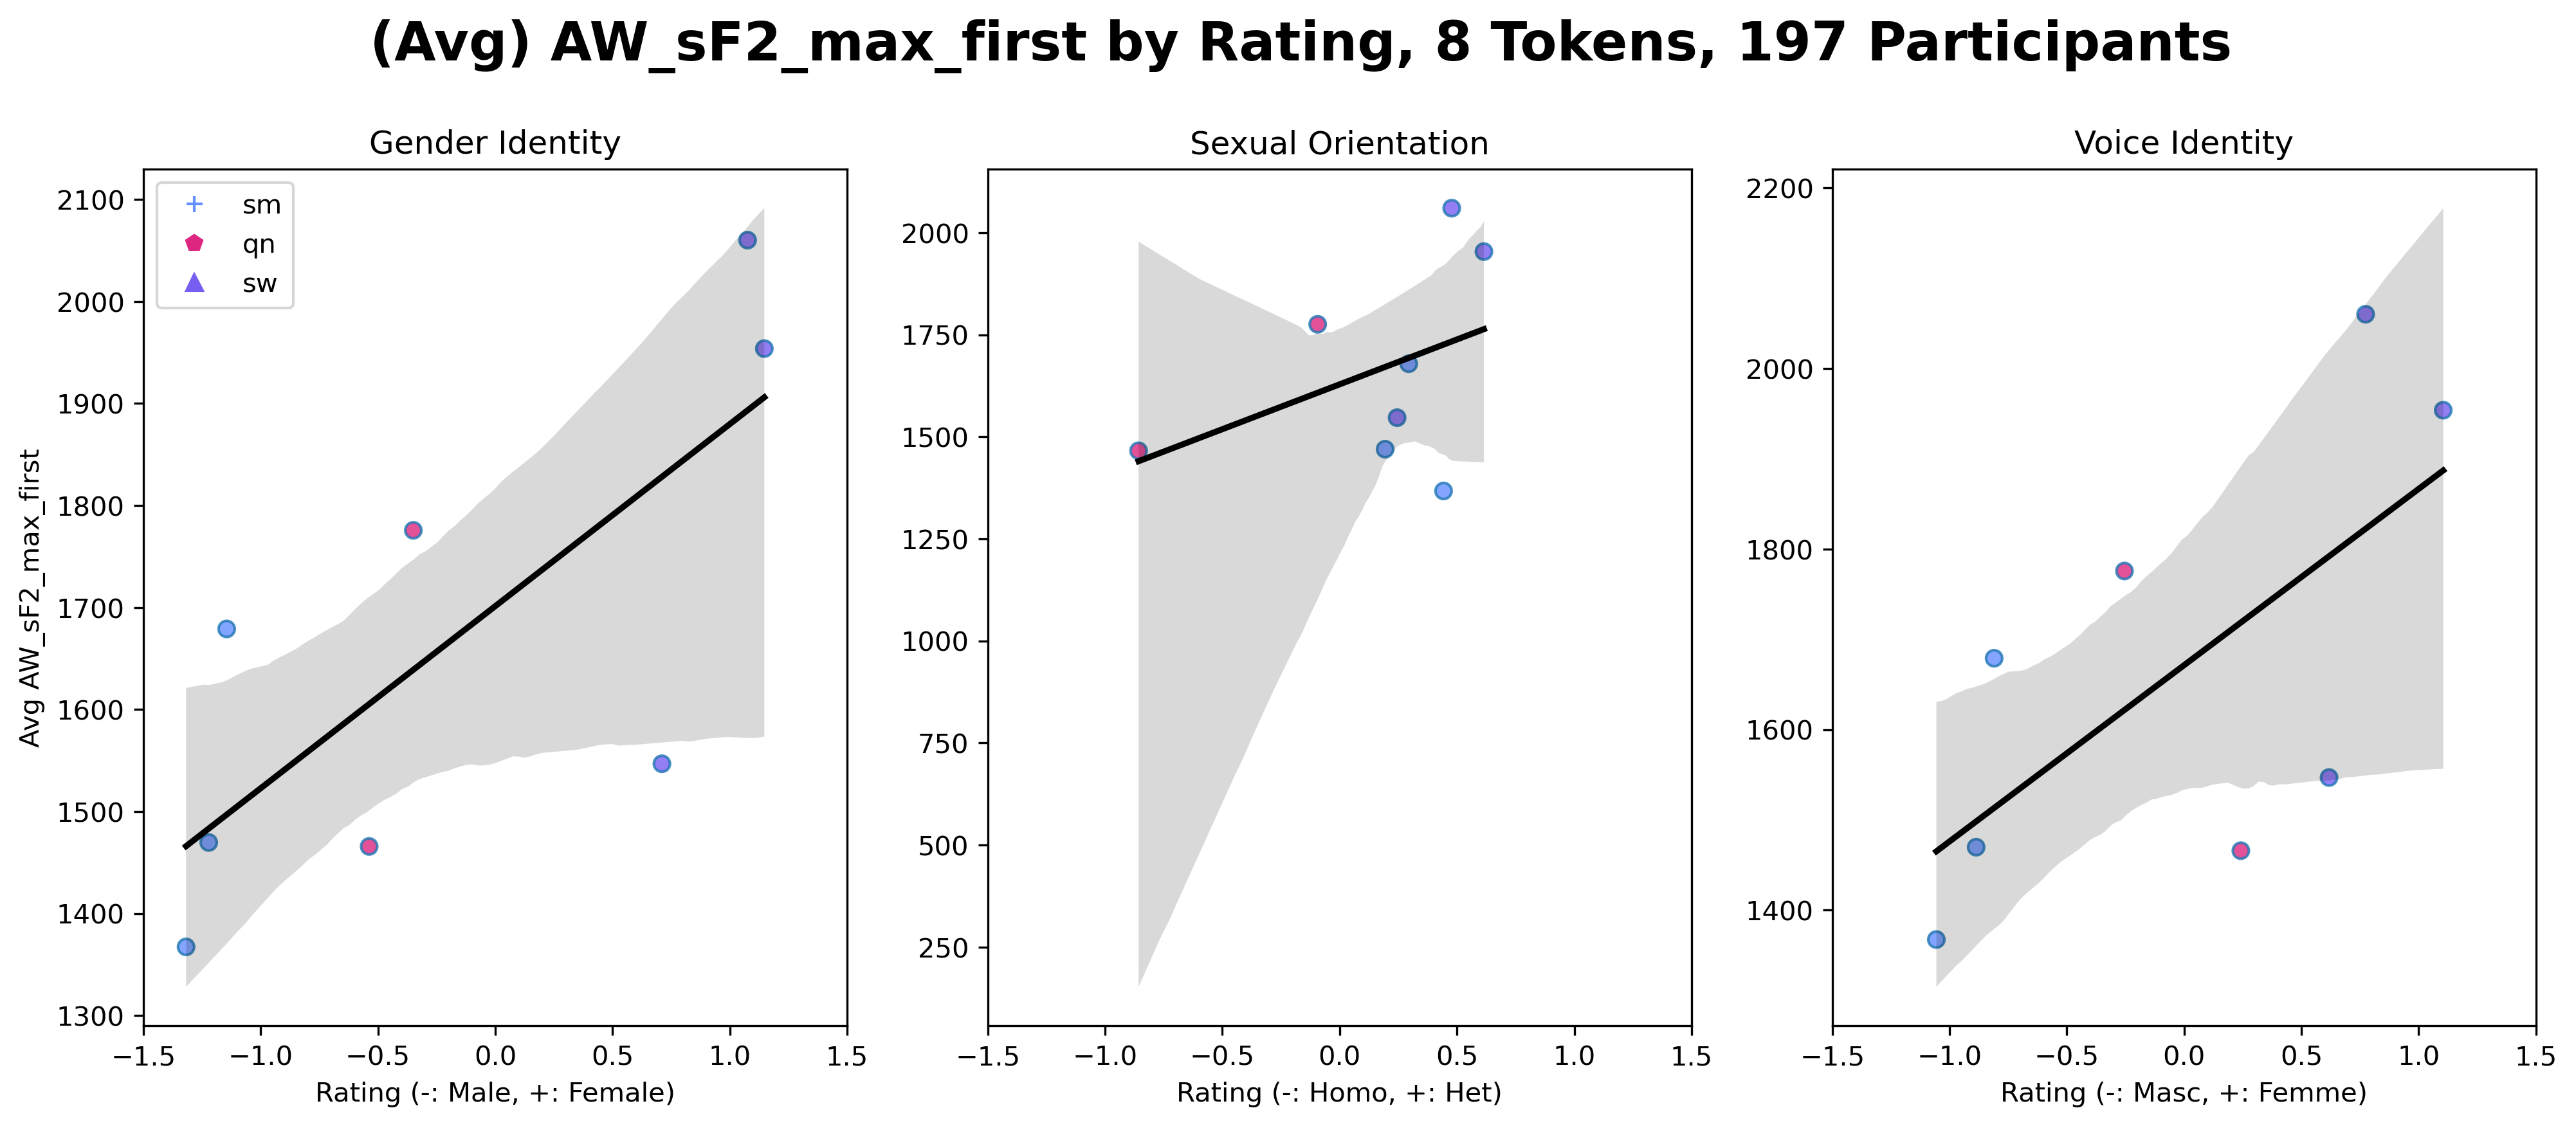 (Avg) AW_sF2_max_first by Rating, 8 Tokens, 197 Participants
Gender Identity
Sexual Orientation
Voice Identity
sm
qn
sw
Avg AW_sF2_max_first
2100
2000
1900
1800
1700
1600
1500
1400
1300
−1.5 −1.0 −0.5 0.0 0.5 1.0 1.5
Rating (-: Male, +: Female)
2000
1750
1500
1250
1000
750
500
250
−1.5 −1.0 −0.5 0.0 0.5 1.0 1.5
Rating (-: Homo, +: Het)
2200
2000
1800
1600
1400
−1.5 −1.0 −0.5 0.0 0.5 1.0 1.5
Rating (-: Masc, +: Femme)